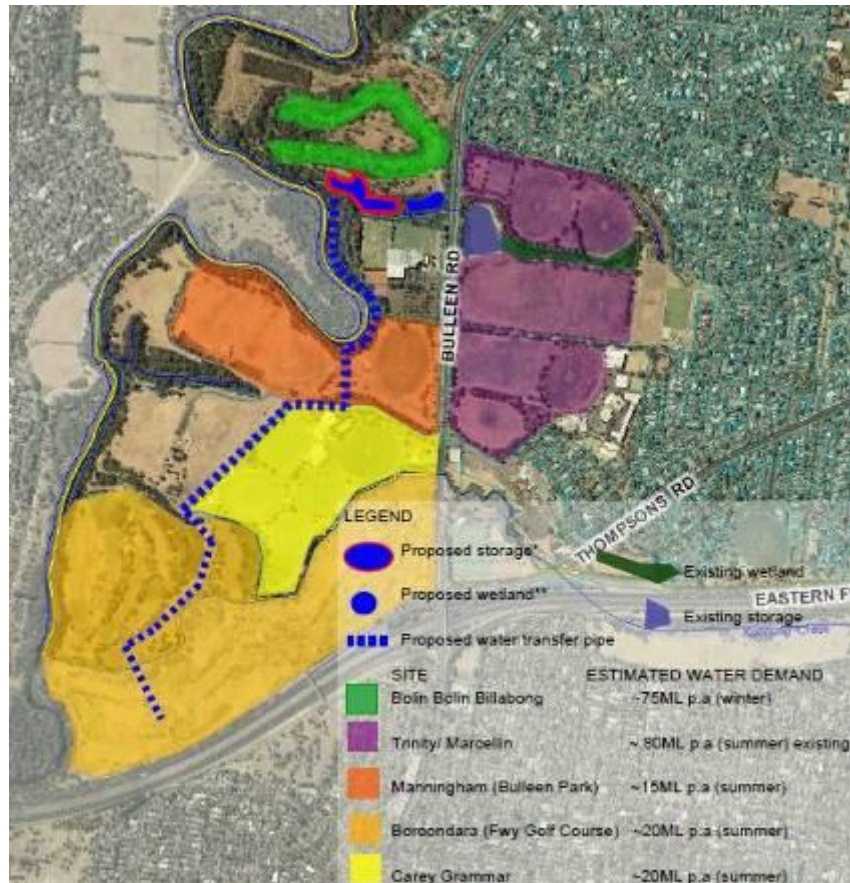 BULLEEN RD
THOMPSONS RD
EASTERN F
LEGEND
Proposed storage*
Proposed wetland**
Proposed water transfer pipe
Existing wetland
Existing storage
SITE ESTIMATED WATER DEMAND
Bolin Bolin Billabong ~75ML p.a (winter)
Trinity/ Marcellin ~ 80ML p.a (summer) existing
Manningham (Bulleen Park) ~15ML p.a (summer)
Boroondara (Fwy Golf Course) ~20ML p.a (summer)
Carey Grammar ~20ML p.a (summer)